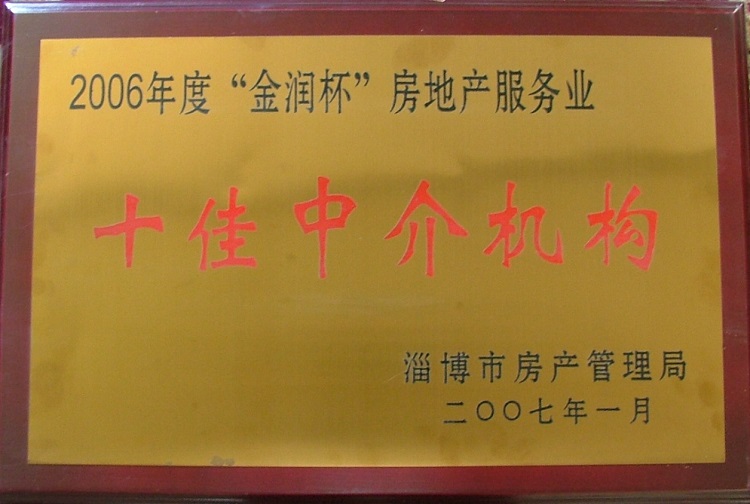 2006年度“金润杯”房地产服务业
十佳中介机构
淄博市房产管理局
二〇〇七年一月